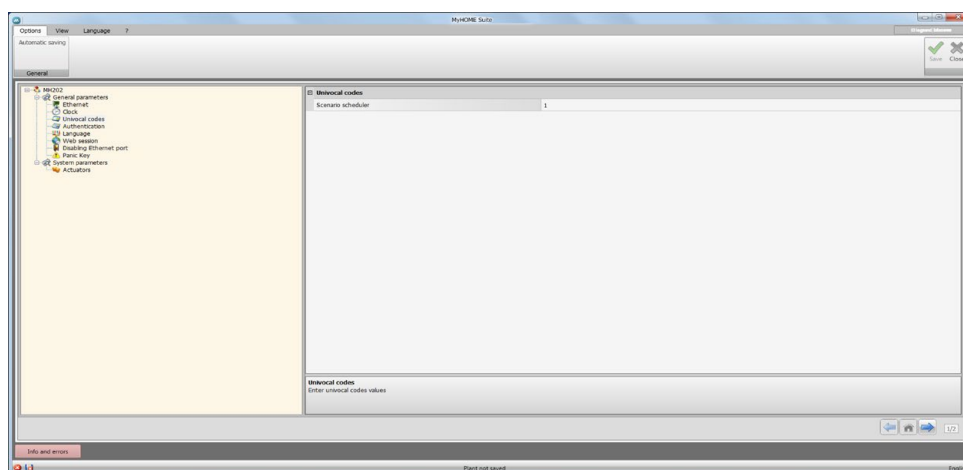 MyHOME Suite
Options View Language ?
Automatic saving
Save Close
General
MH202
General parameters
Ethernet
Clock
Univocal codes
Authentication
Language
Web session
Disabling Ethernet port
Panic Key
System parameters
Actuators
Univocal codes
Scenario scheduler 1
Univocal codes
Enter univocal codes values
Info and errors
Plant not saved